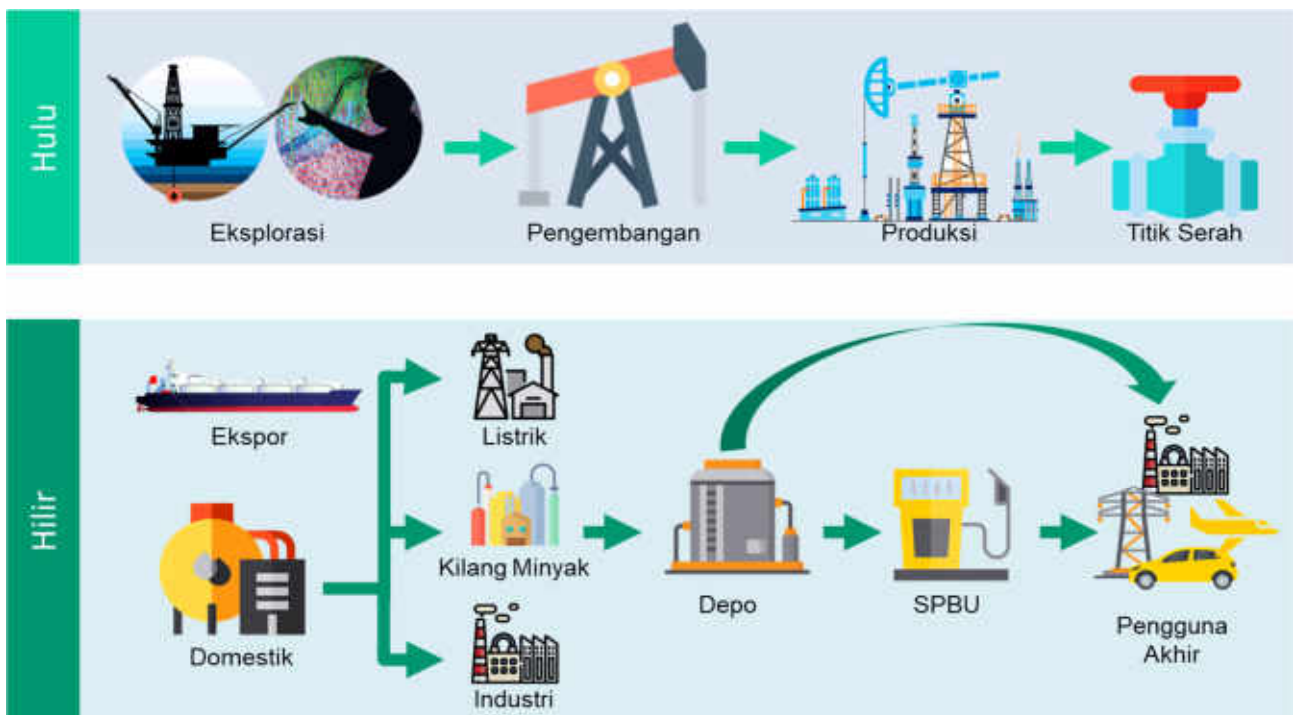 Hulu
Eksplorasi
Pengembangan
Produksi
Titik Serah
Hilir
Ekspor
Domestik
Listrik
Kilang Minyak
Industri
Depo
SPBU
Pengguna
Akhir